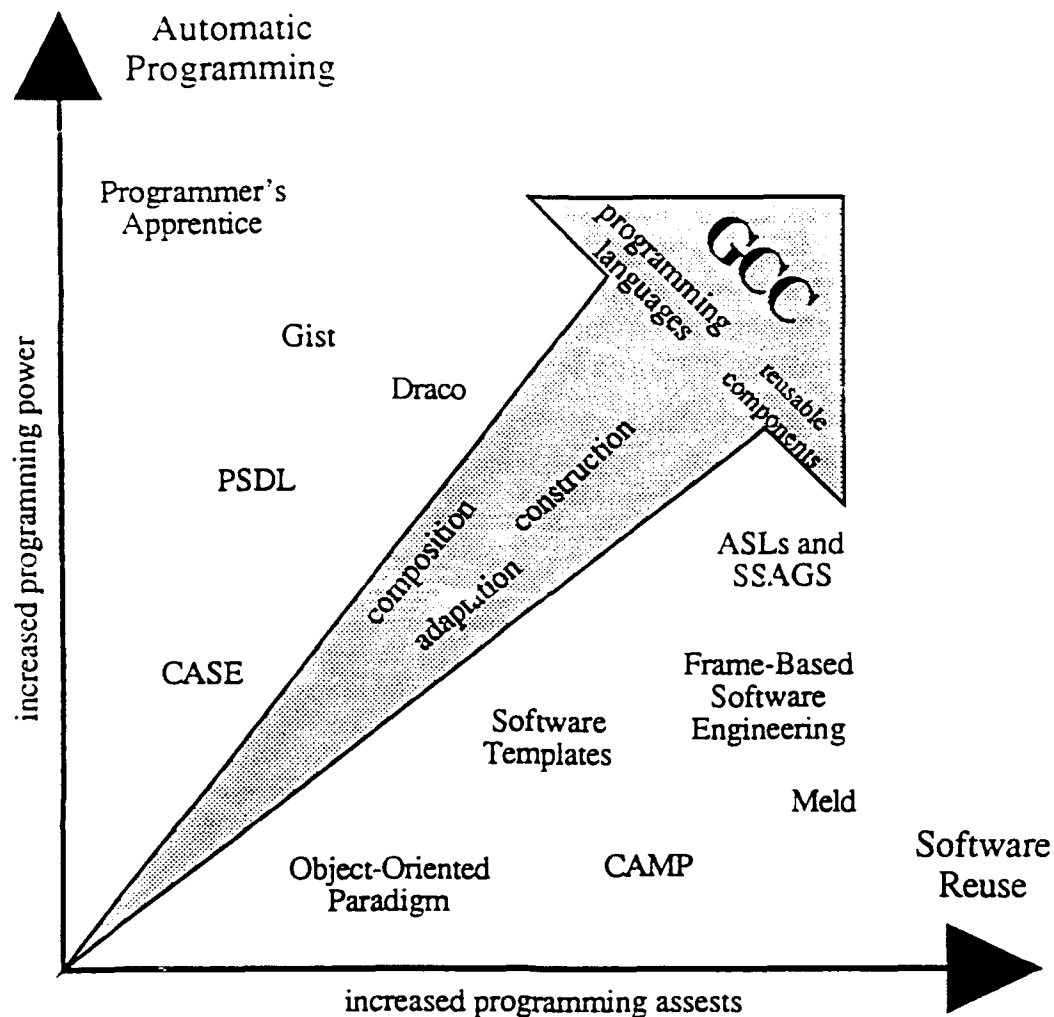 Automatic
Programming
Programmer's
Apprentice
programming
languages
GCC
Gist
Draco
reusable
components
PSDL
composition
construction
adaption
ASLs and
SSAGS
CASE
Frame-Based
Software
Engineering
Software
Templates
Meld
Object-Oriented
Paradigm
CAMP
Software
Reuse
increased programming power
increased programming assests